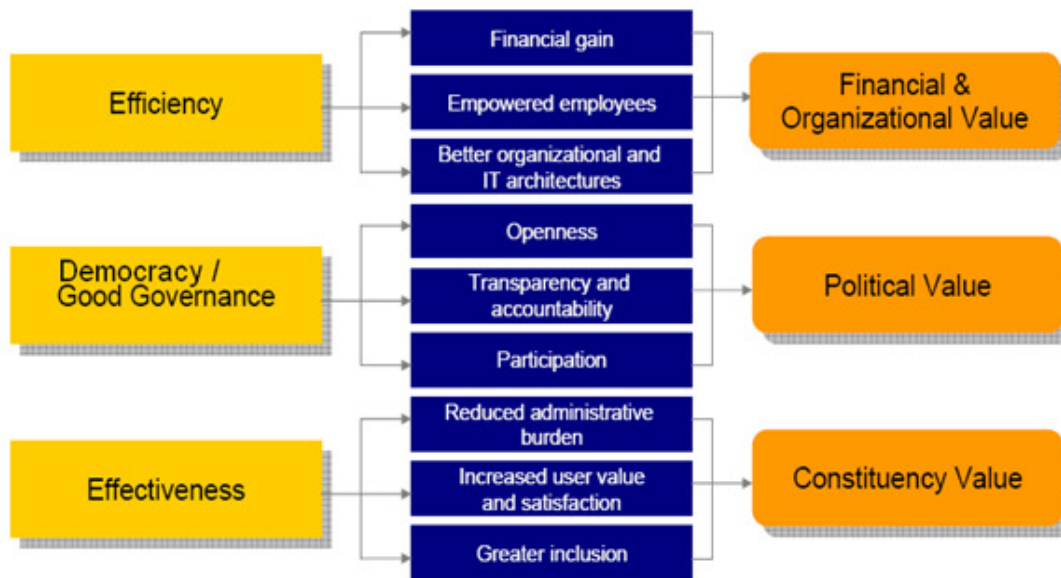 Efficiency
Financial gain
Empowered employees
Better organizational and
IT architectures
Financial &
Organizational Value
Democracy /
Good Governance
Openness
Transparency and
accountability
Participation
Political Value
Effectiveness
Reduced administrative
burden
Increased user value
and satisfaction
Greater inclusion
Constituency Value